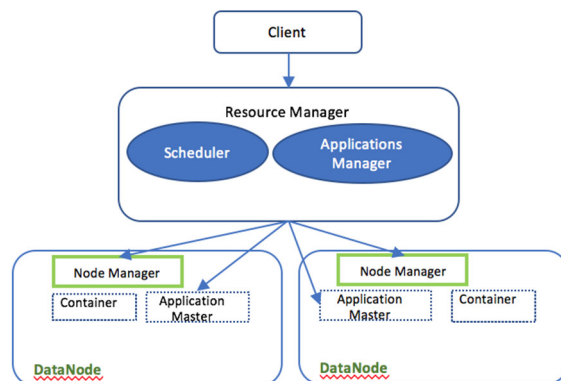 Client
Resource Manager
Scheduler
Applications
Manager
Node Manager
Container
Application
Master
DataNode
Node Manager
Application
Master
Container
DataNode